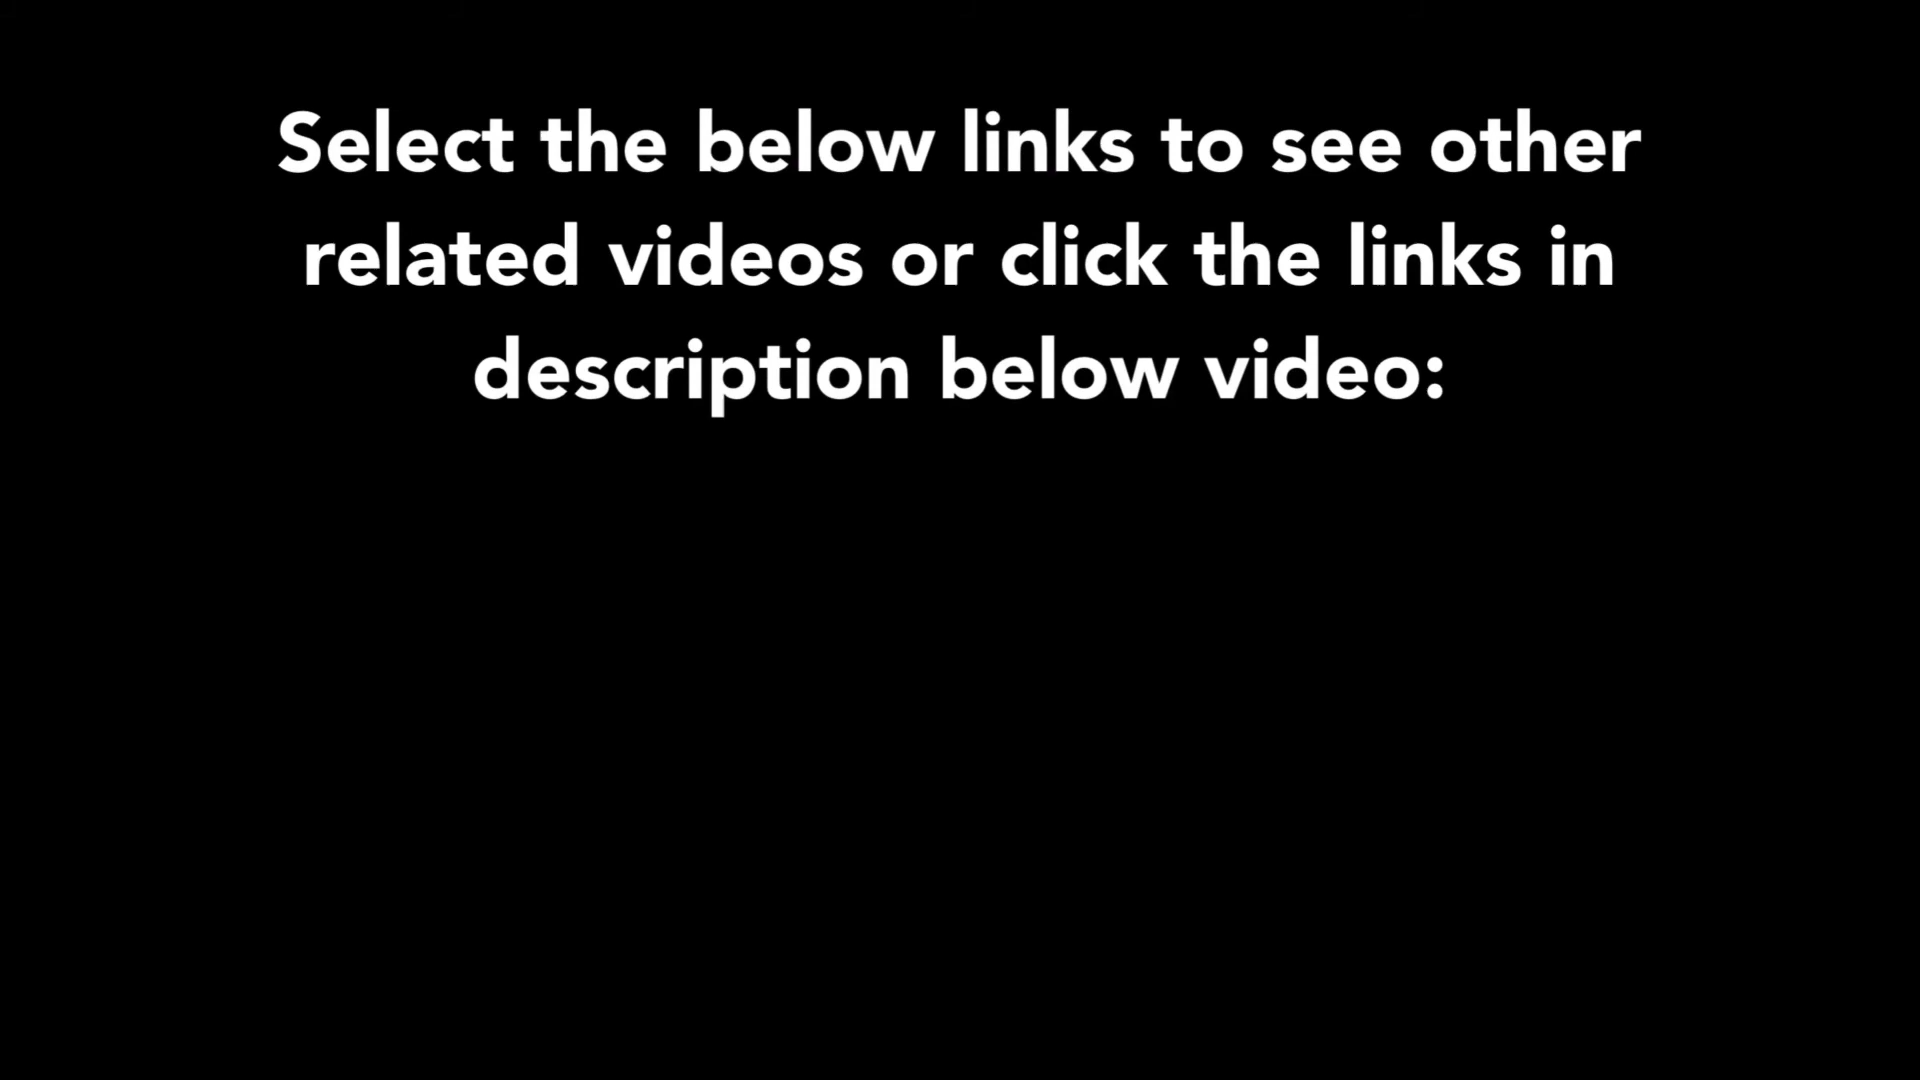 Select the below links to see other
related videos or click the links in
description below video: